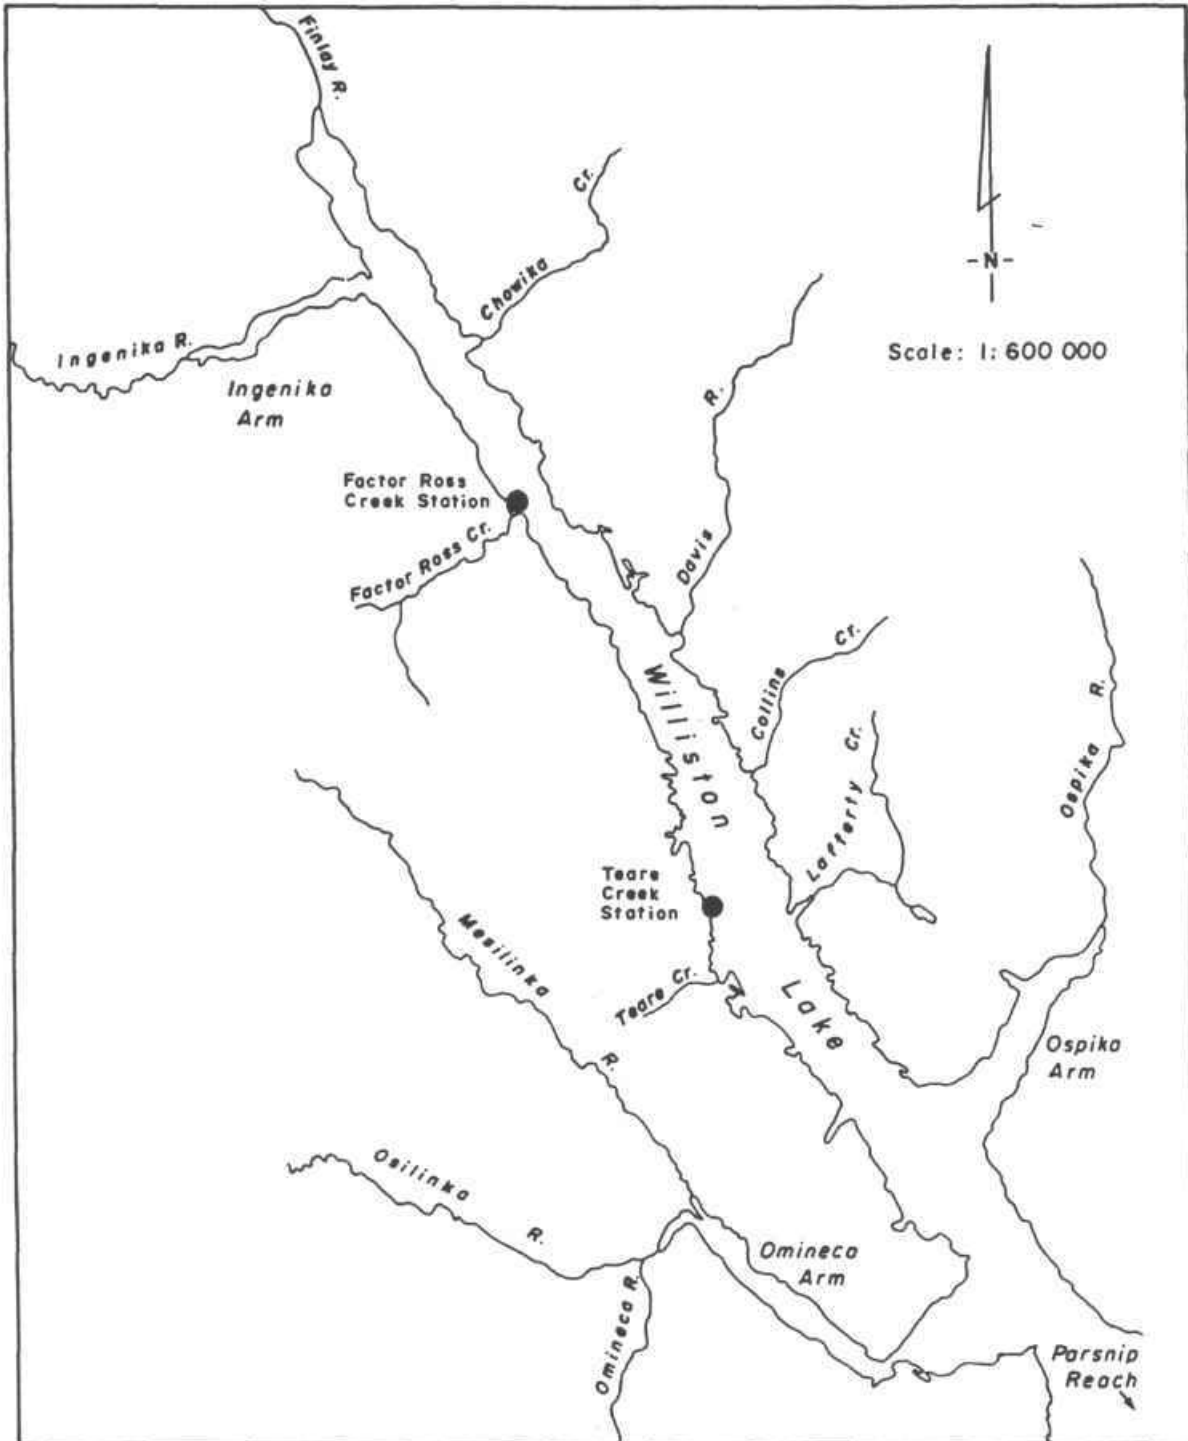 Finlay R.
Chowika Cr.
-N-
Scale: 1:600 000
Ingenika R.
Ingenika
Arm
Factor Ross
Creek Station
Factor Ross Cr.
Davis R.
Collins Cr.
Lafferty Cr.
Ospika R.
Williston Lake
Teare
Creek
Station
Teare Cr.
Mesilinka R.
Ospika
Arm
Osilinka R.
Omineca
Arm
Omineca R.
Parsnip
Reach